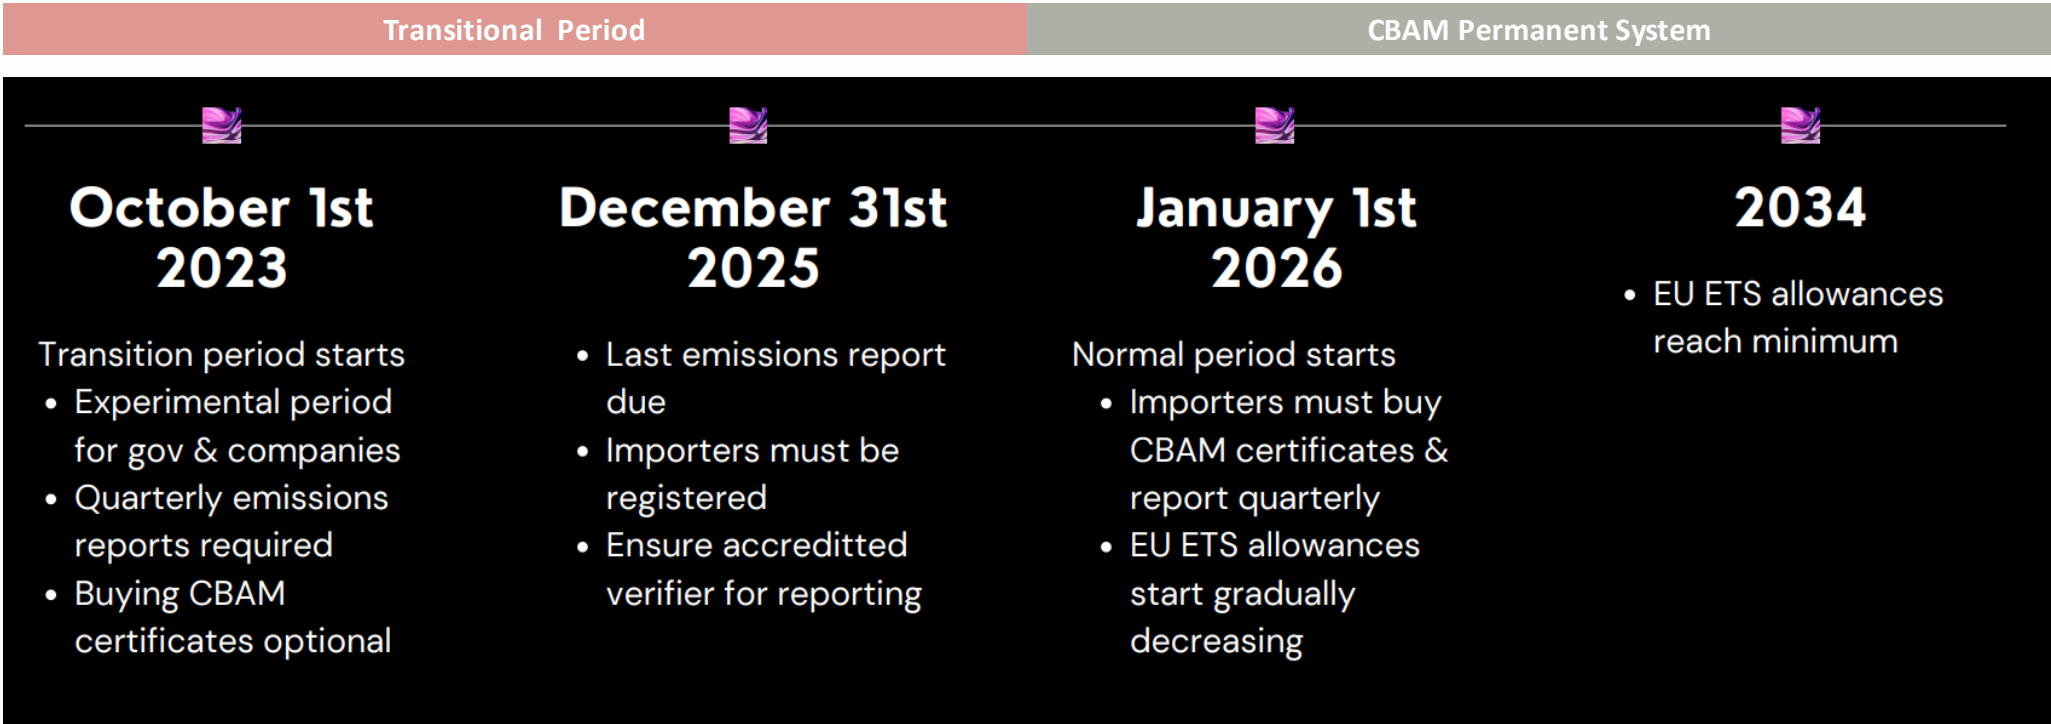 Transitional Period
CBAM Permanent System
October 1st
2023
Transition period starts
• Experimental period
for gov & companies
• Quarterly emissions
reports required
• Buying CBAM
certificates optional
December 31st
2025
• Last emissions report
due
• Importers must be
registered
• Ensure accreditted
verifier for reporting
January 1st
2026
Normal period starts
• Importers must buy
CBAM certificates &
report quarterly
• EU ETS allowances
start gradually
decreasing
2034
• EU ETS allowances
reach minimum